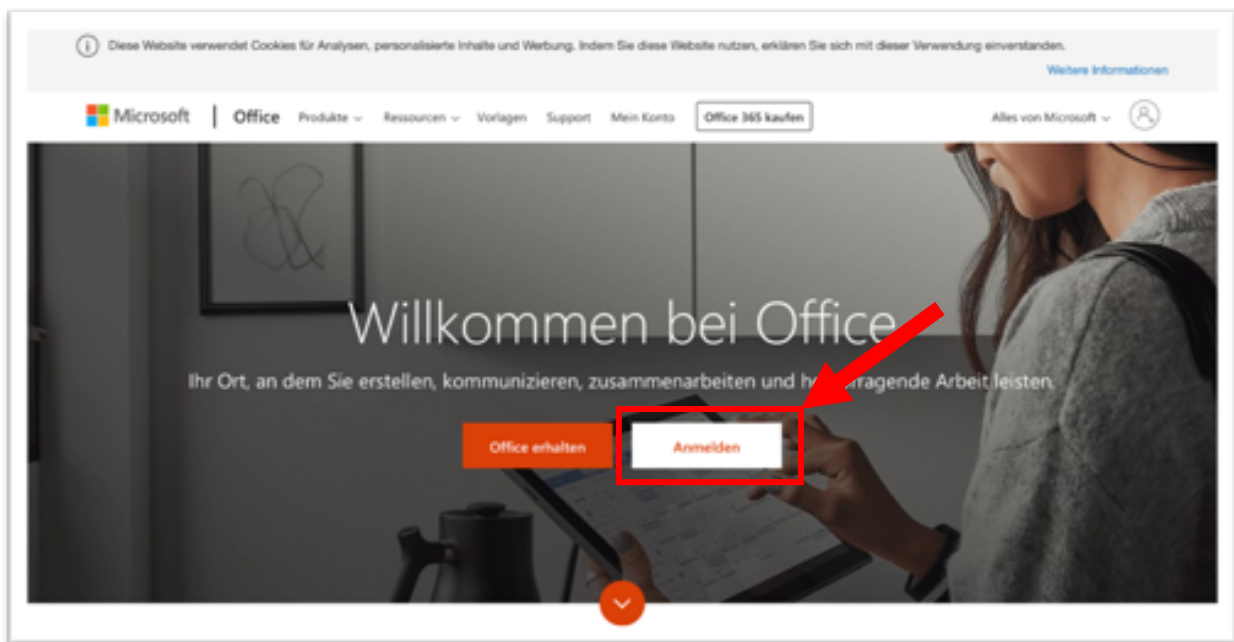 Diese Website verwendet Cookies für Analysen, personalisierte Inhalte und Werbung. Indem Sie diese Website nutzen, erklären Sie sich mit dieser Verwendung einverstanden.
Weitere Informationen
Microsoft | Office Produkte Ressourcen Vorlagen Support Mein Konto Office 365 kaufen Alles von Microsoft
Willkommen bei Office
Ihr Ort, an dem Sie erstellen, kommunizieren, zusammenarbeiten und Arbeit leisten.
Office erhalten Anmelden